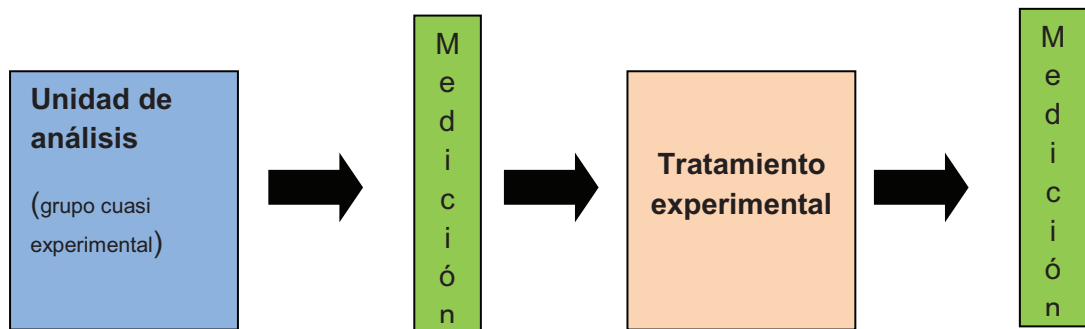 Unidad de
análisis
(grupo cuasi
experimental)
M
e
d
i
c
i
ó
n
Tratamiento
experimental
M
e
d
i
c
i
ó
n